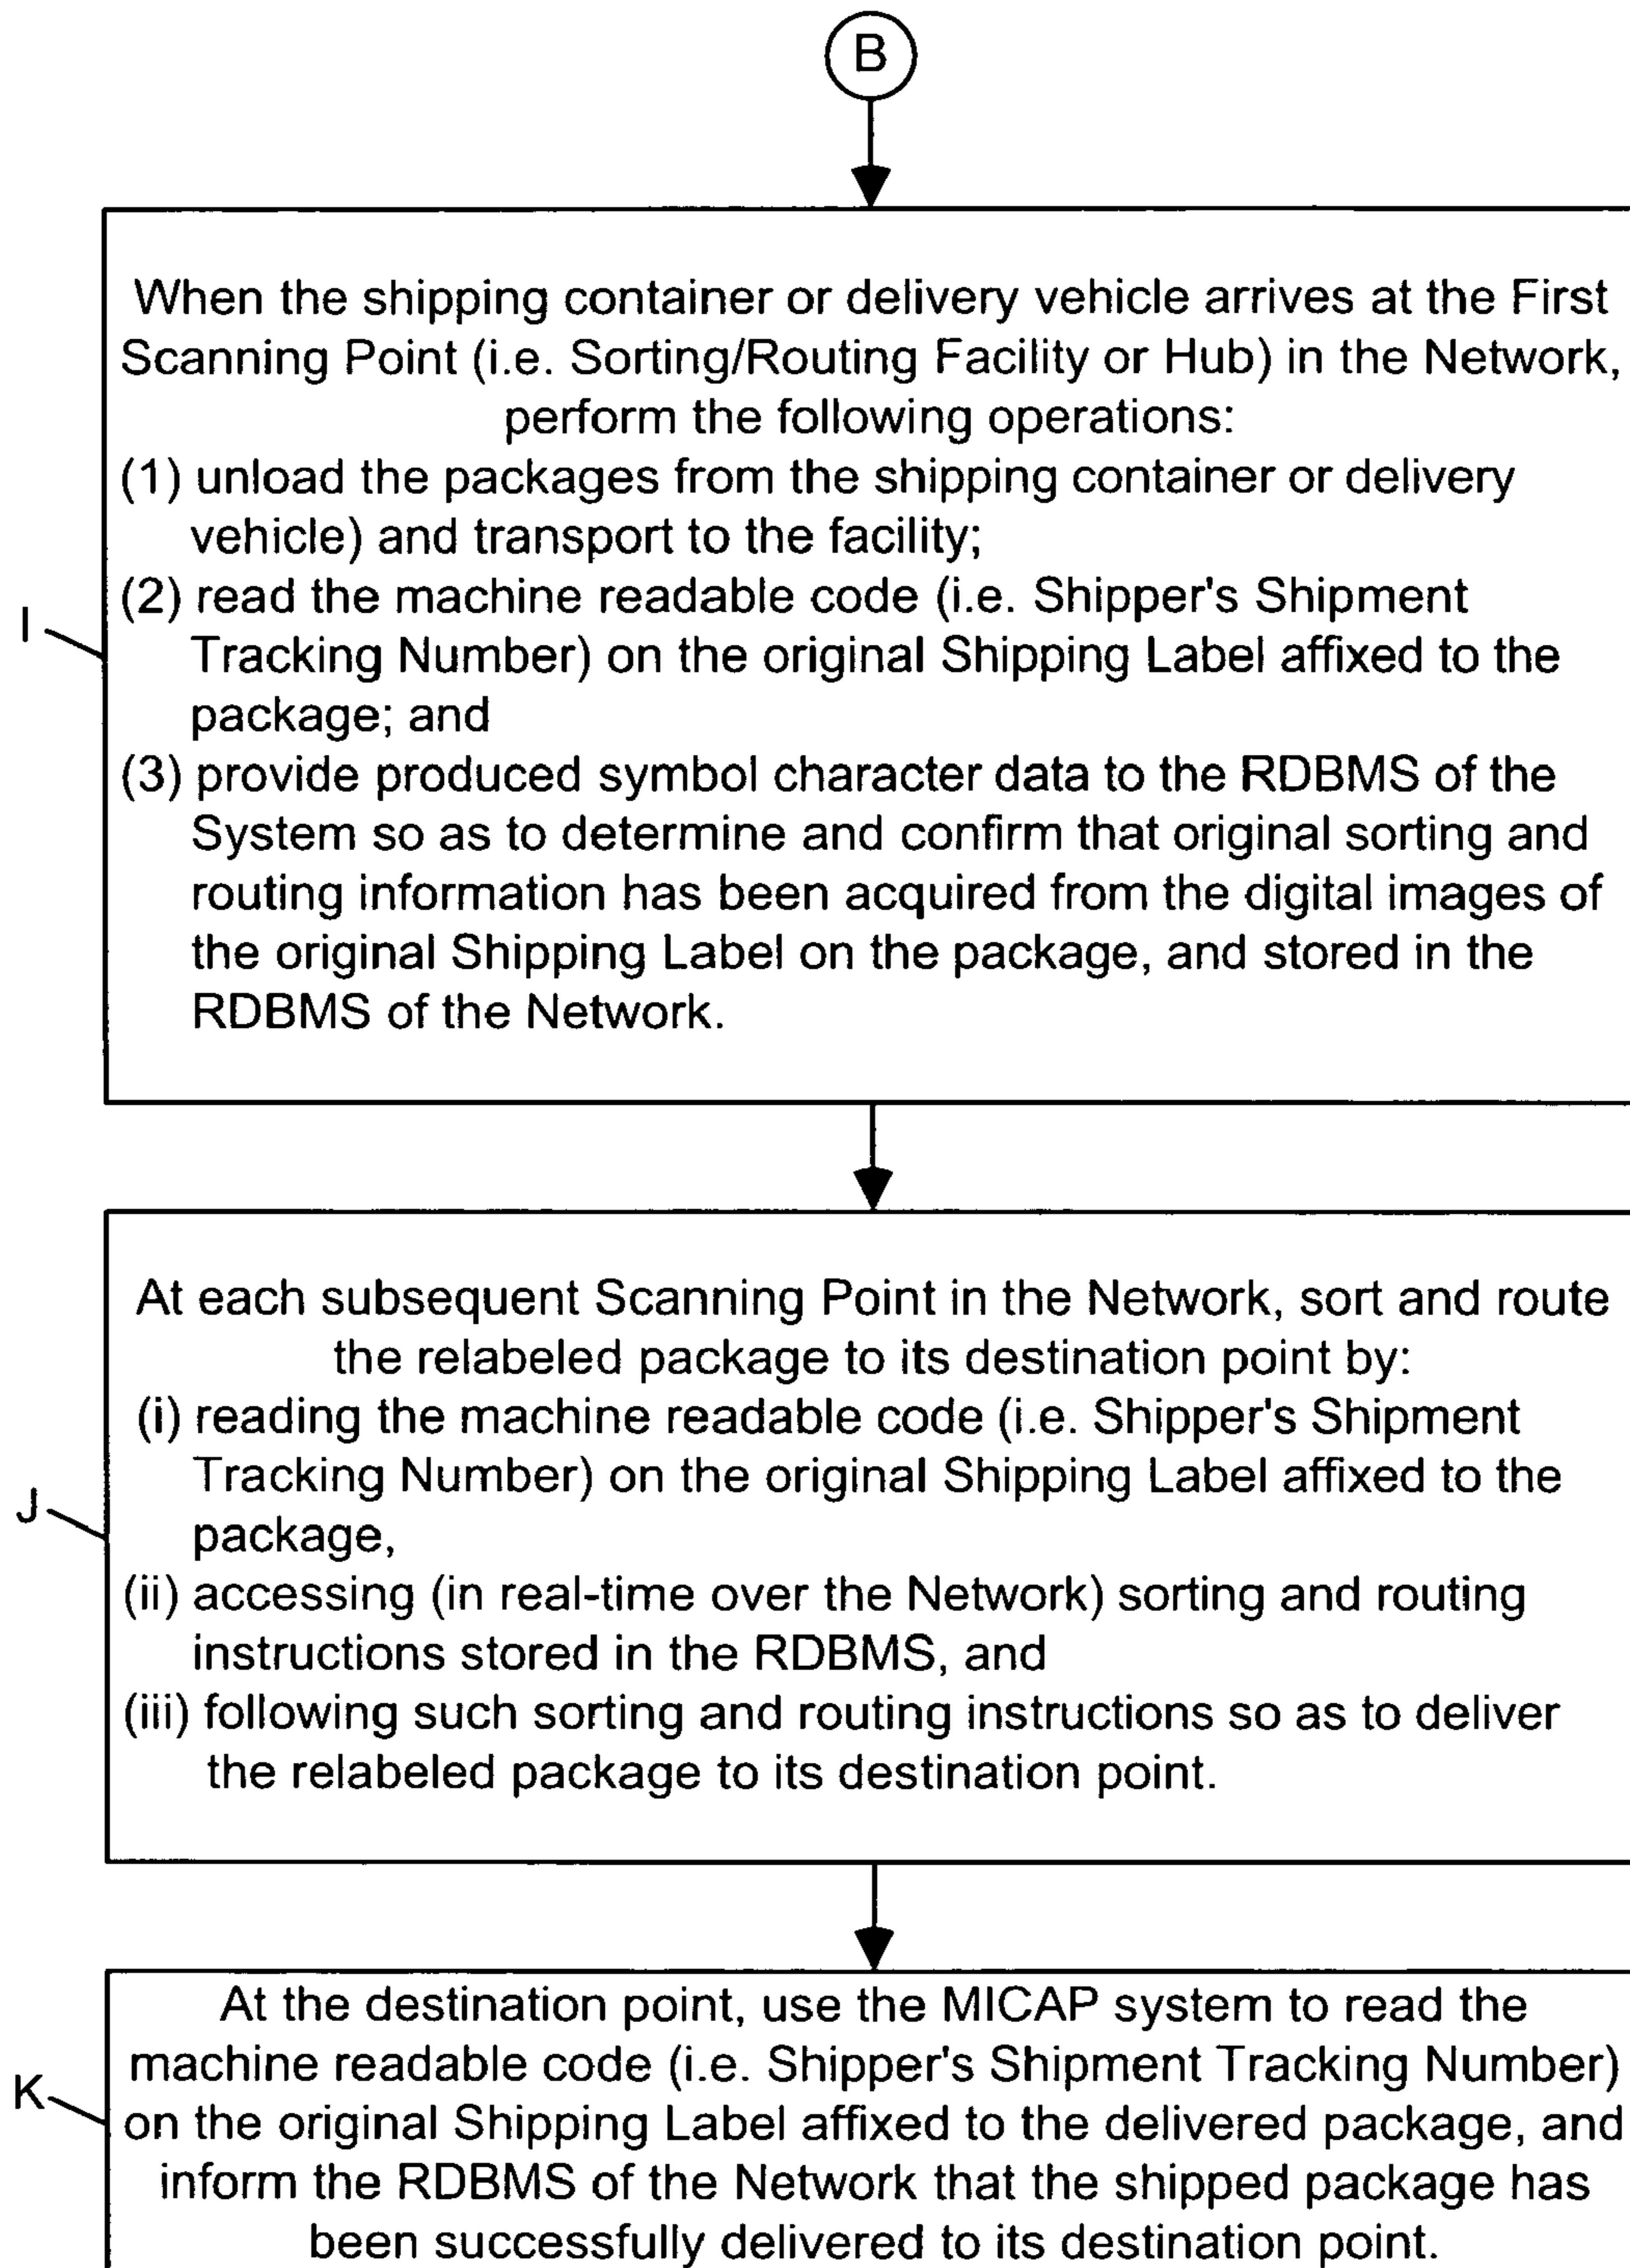 B
When the shipping container or delivery vehicle arrives at the First
Scanning Point (i.e. Sorting/Routing Facility or Hub) in the Network,
perform the following operations:
(1) unload the packages from the shipping container or delivery
vehicle) and transport to the facility;
(2) read the machine readable code (i.e. Shipper's Shipment
I
Tracking Number) on the original Shipping Label affixed to the
package; and
(3) provide produced symbol character data to the RDBMS of the
System so as to determine and confirm that original sorting and
routing information has been acquired from the digital images of
the original Shipping Label on the package, and stored in the
RDBMS of the Network.
At each subsequent Scanning Point in the Network, sort and route
the relabeled package to its destination point by:
(i) reading the machine readable code (i.e. Shipper's Shipment
Tracking Number) on the original Shipping Label affixed to the
J
package,
(ii) accessing (in real-time over the Network) sorting and routing
instructions stored in the RDBMS, and
(iii) following such sorting and routing instructions so as to deliver
the relabeled package to its destination point.
At the destination point, use the MICAP system to read the
machine readable code (i.e. Shipper's Shipment Tracking Number)
K
on the original Shipping Label affixed to the delivered package, and
inform the RDBMS of the Network that the shipped package has
been successfully delivered to its destination point.